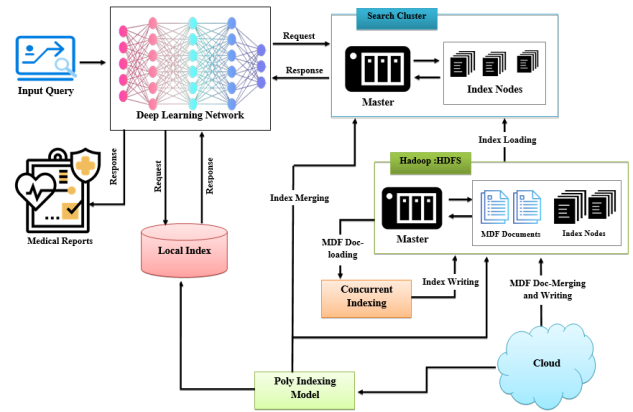 Search Cluster
Request
Response
Input Query
Deep Learning Network
Master
Index Nodes
Index Loading
Hadoop :HDFS
Response
Request
Response
Index Merging
Medical Reports
Local Index
Master
MDF Documents
Index Nodes
MDF Doc-
loading
Concurrent
Indexing
Index Writing
MDF Doc-Merging
and Writing
Cloud
Poly Indexing
Model